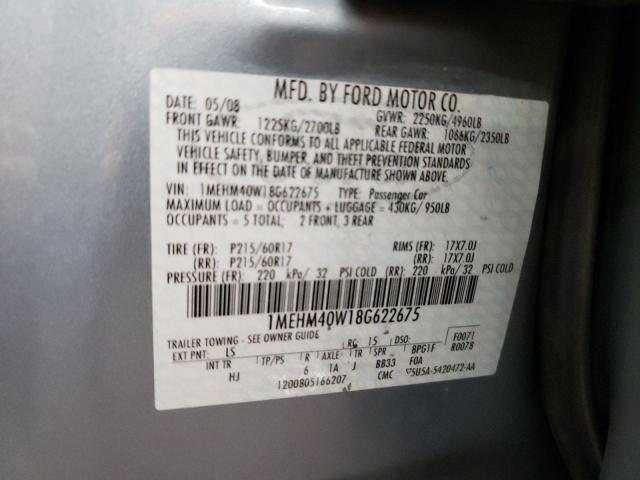 MFD. BY FORD MOTOR CO.
DATE: 05/08 GVWR: 2250KG/4960LB
FRONT GAWR: 1225KG/2700LB REAR GAWR: 1066KG/2350LB
THIS VEHICLE CONFORMS TO ALL APPLICABLE FEDERAL MOTOR
VEHICLE SAFETY, BUMPER, AND THEFT PREVENTION STANDARDS
IN EFFECT ON THE DATE OF MANUFACTURE SHOWN ABOVE.
VIN: 1MEHM40W18G622675 TYPE: Passenger Car
MAXIMUM LOAD = OCCUPANTS + LUGGAGE = 430KG/ 950LB
OCCUPANTS = 5 TOTAL; 2 FRONT, 3 REAR
TIRE (FR): P215/60R17 RIMS (FR): 17X7.0J
(RR): P215/60R17 (RR): 17X7.0J
PRESSURE (FR): 220 kPa/ 32 PSI COLD (RR): 220 kPa/ 32 PSI COLD
1MEHM40W18G622675
TRAILER TOWING - SEE OWNER GUIDE F0071
EXT PNT: LS RC: 15 DSO: R0078
INT TR TP/PS R AXLE TR SPR 8PG1F
HJ 6 1A J BB33 F0A
1200805166207 CMC ▽5U5A-5420472-AA